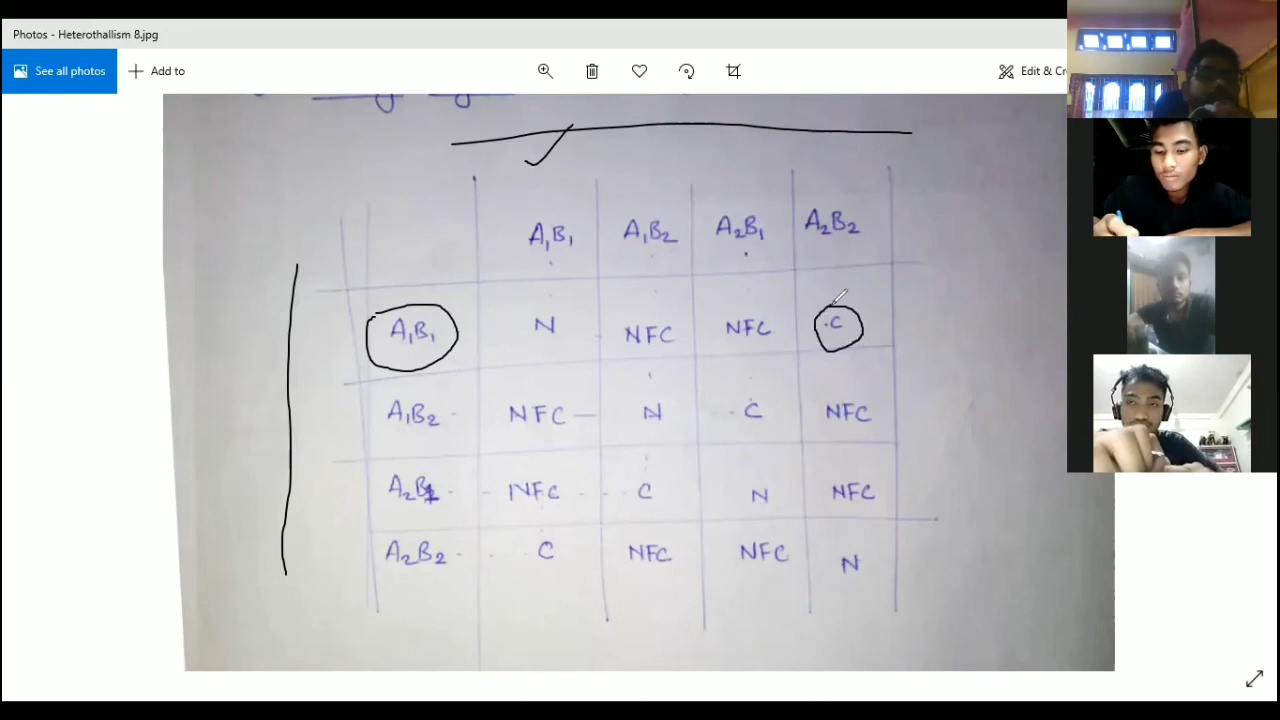 Photos - Heterothallism 8.jpg
See all photos
Add to
Edit & Cr
A₁B₁ A₁B₂ A₂B₁ A₂B₂
A₁B₁ N NFC NFC C
A₁B₂ NFC N C NFC
A₂B₁ NFC C N NFC
A₂B₂ C NFC NFC N